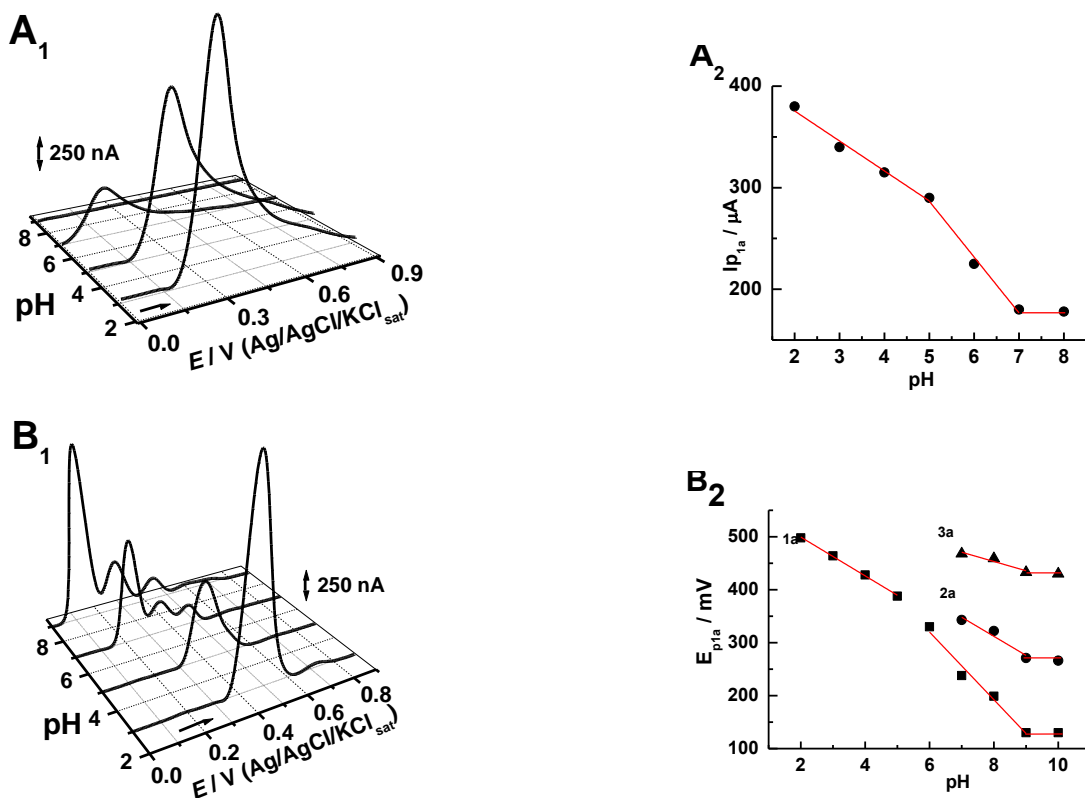 A1
250 nA
8
6
4
2
pH
0.0
0.3
0.6
0.9
E / V (Ag/AgCl/KClsat)
A2
400
300
200
Ip1a / µA
2 3 4 5 6 7 8
pH
B1
250 nA
8
6
4
2
pH
0.0
0.2
0.4
0.6
0.8
E / V (Ag/AgCl/KClsat)
B2
500
400
300
200
100
Ep1a / mV
1a
3a
2a
2 4 6 8 10
pH